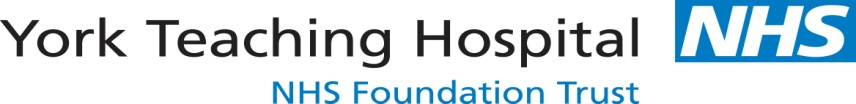 York Teaching Hospital NHS
NHS Foundation Trust